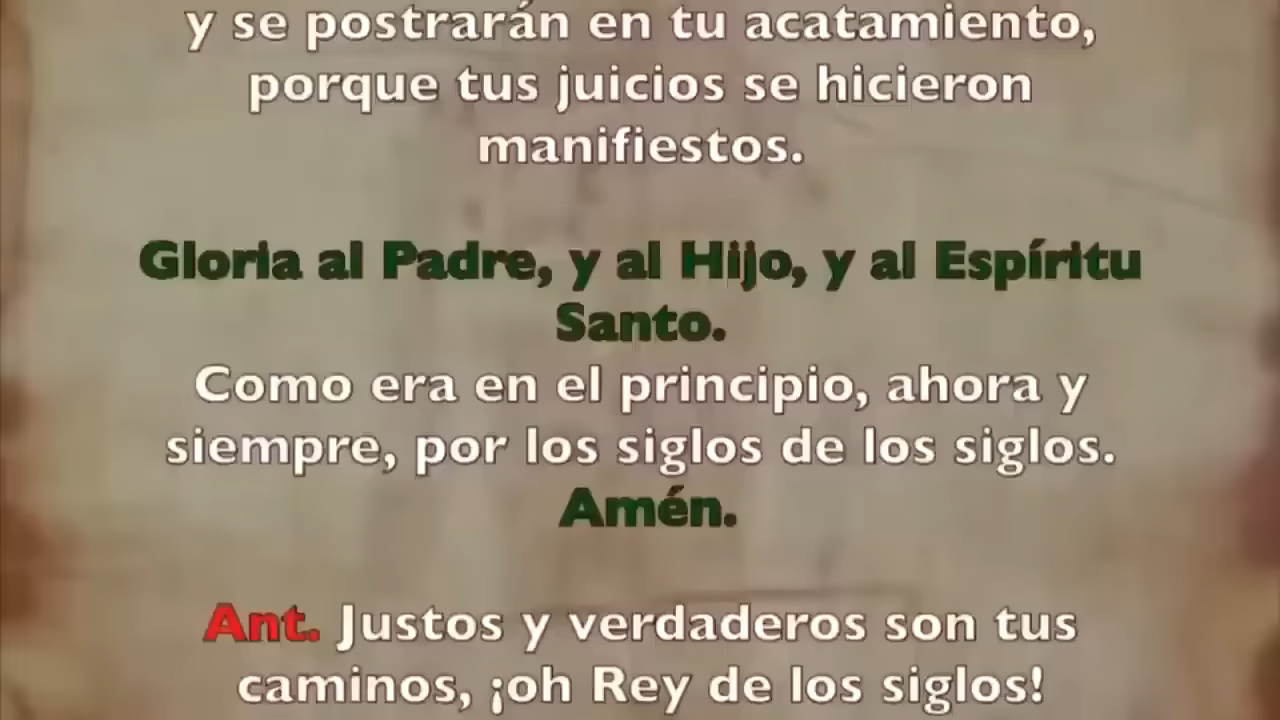 y se postrarán en tu acatamiento,
porque tus juicios se hicieron
manifiestos.
Gloria al Padre, y al Hijo, y al Espíritu
Santo.
Como era en el principio, ahora y
siempre, por los siglos de los siglos.
Amén.
Ant. Justos y verdaderos son tus
caminos, ¡oh Rey de los siglos!